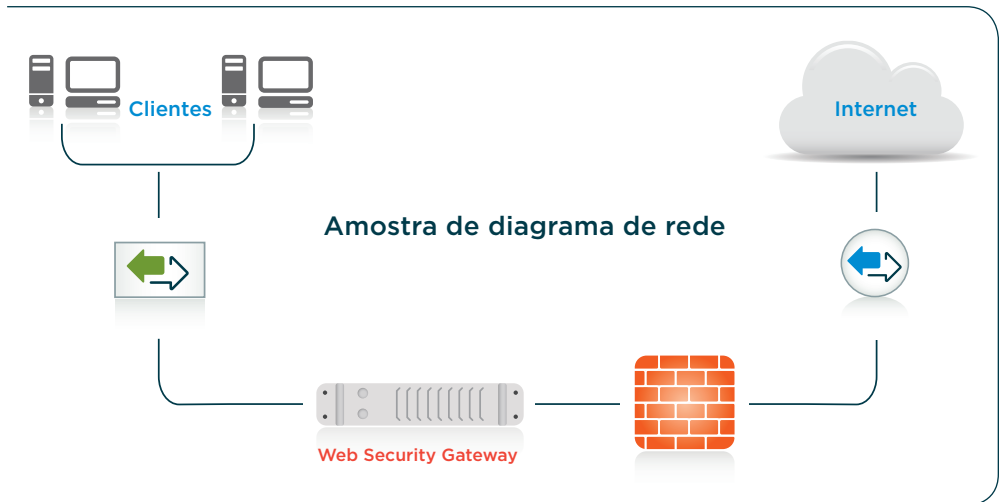 Clientes
Internet
Amostra de diagrama de rede
Web Security Gateway